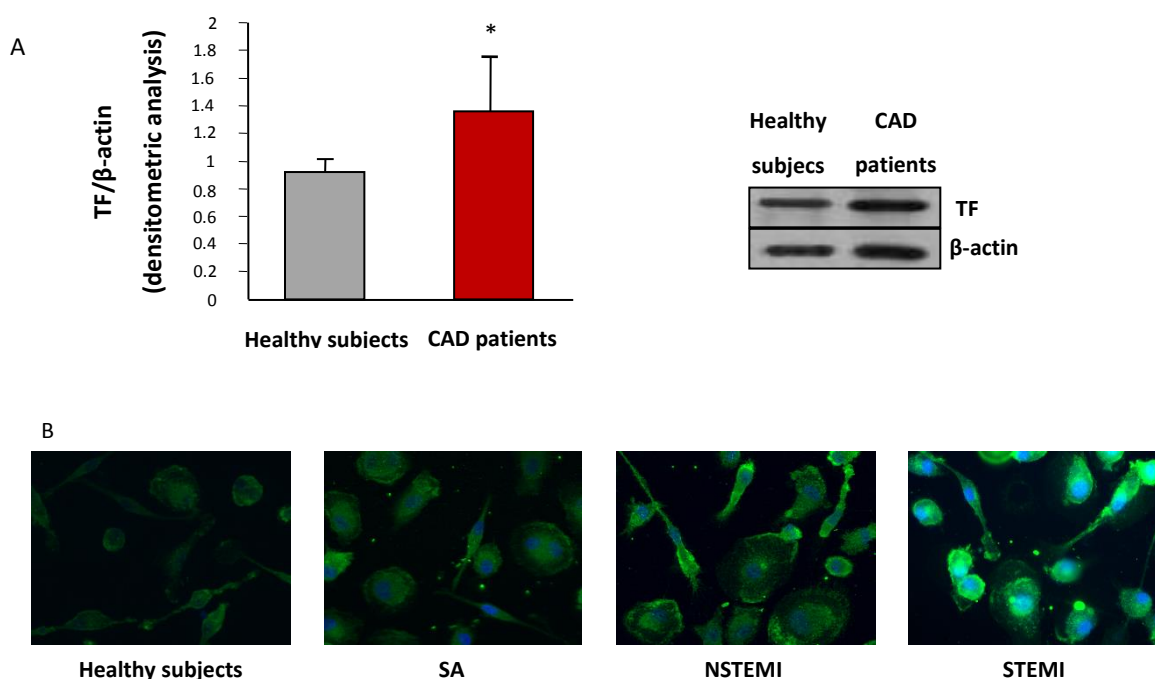 A
TF/β-actin
(densitometric analysis)
2
1.8
1.6
1.4
1.2
1
0.8
0.6
0.4
0.2
0
*
Healthy subjects
CAD patients
Healthy CAD
subjecs patients
TF
β-actin
B
Healthy subjects
SA
NSTEMI
STEMI